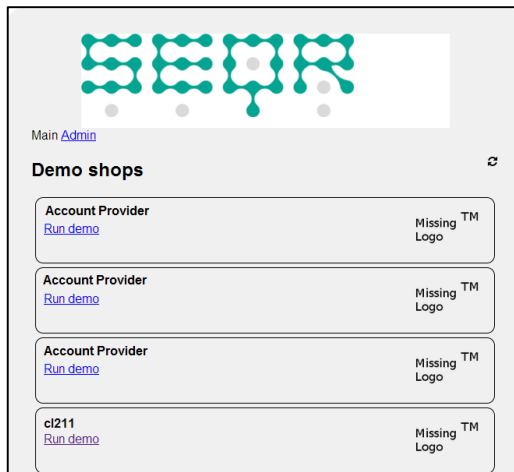 SEQR
Main Admin
Demo shops
Account Provider
Run demo
Missing TM
Logo
Account Provider
Run demo
Missing TM
Logo
Account Provider
Run demo
Missing TM
Logo
cl211
Run demo
Missing TM
Logo